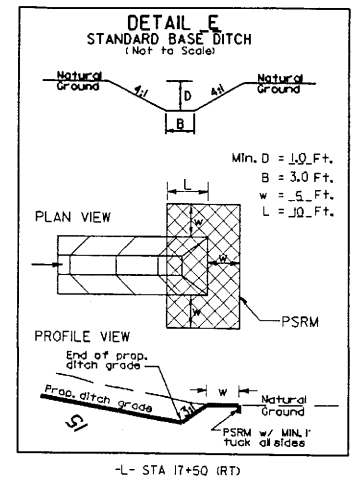 DETAIL E
STANDARD BASE DITCH
(Not to Scale)
Natural
Ground
4:1
D
4:1
Natural
Ground
B
Min. D = 1.0 Ft.
B = 3.0 Ft.
w = 5 Ft.
L = 10 Ft.
L
PLAN VIEW
w
w
w
PSRM
PROFILE VIEW
End of prop.
ditch grade
w
Prop. ditch grade
3:1
Natural
Ground
15
PSRM w/ MIN. 1'
tuck all sides
-L- STA 17+50 (RT)